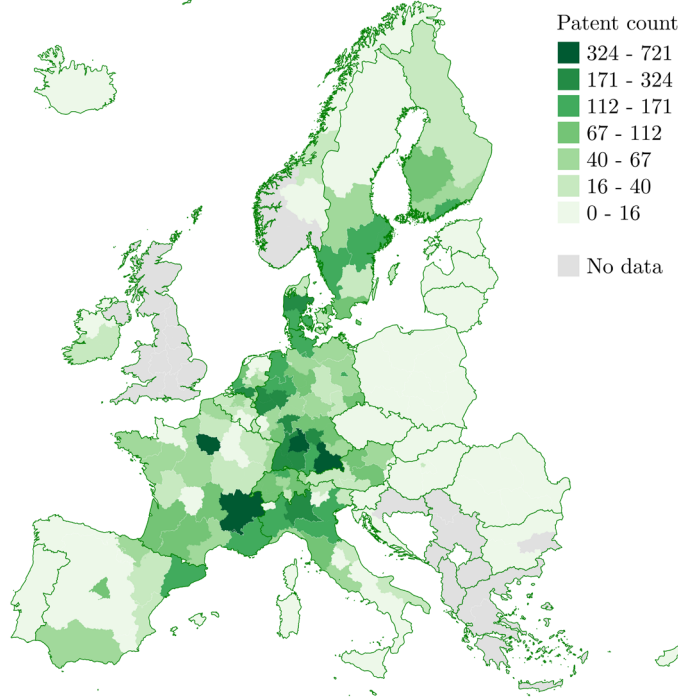 Patent count
324 - 721
171 - 324
112 - 171
67 - 112
40 - 67
16 - 40
0 - 16
No data